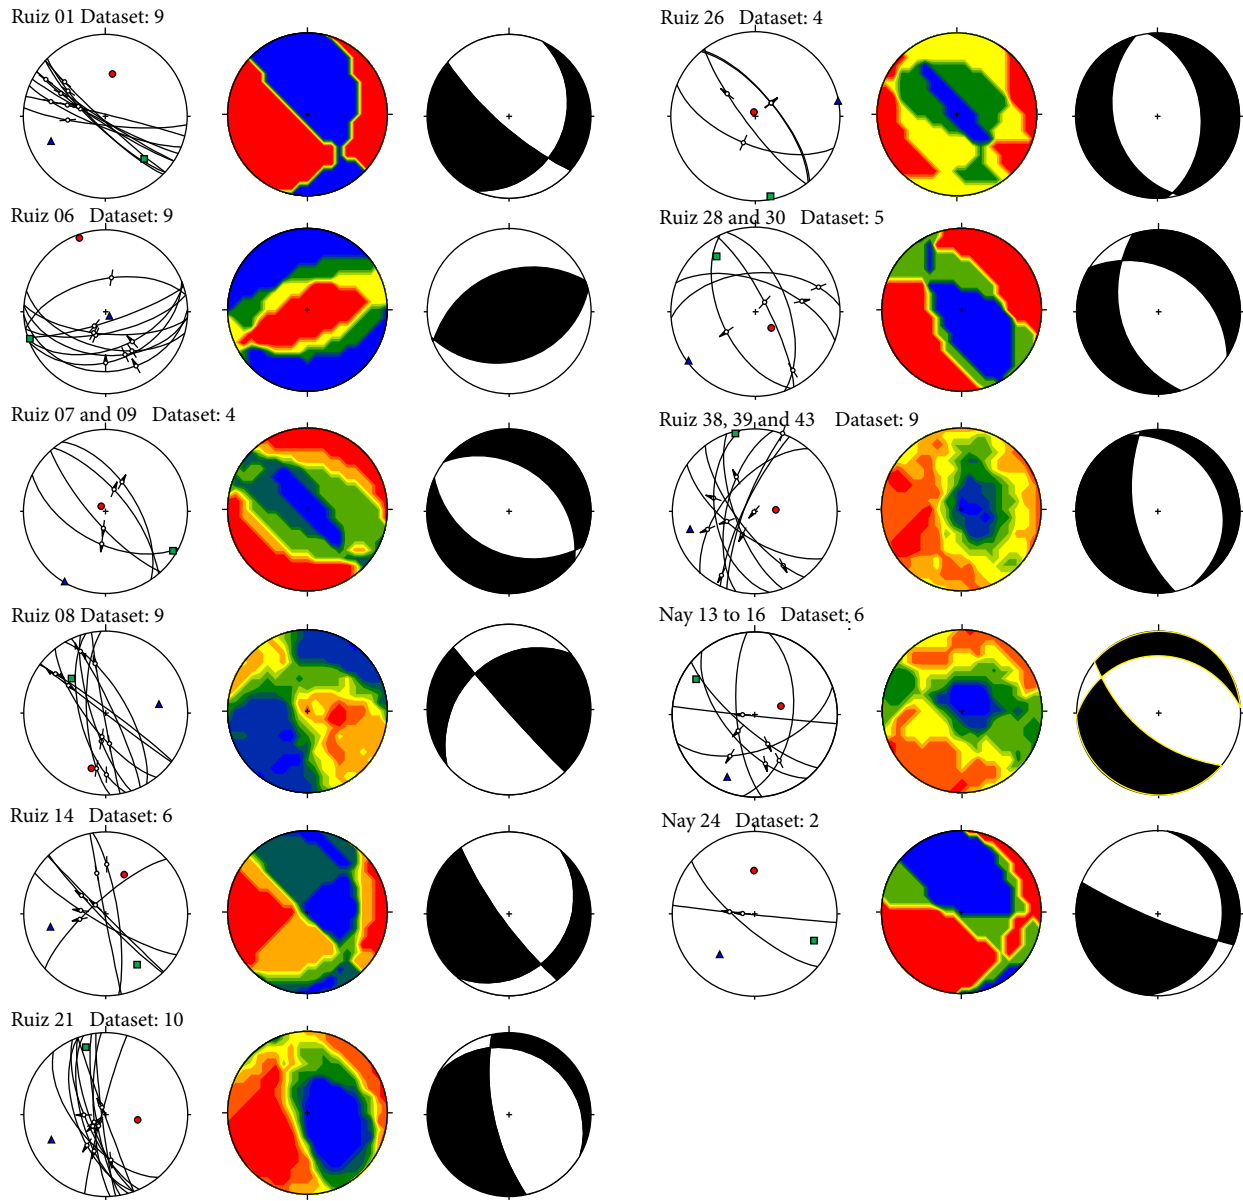 Ruiz 01 Dataset: 9
Ruiz 06 Dataset: 9
Ruiz 07 and 09 Dataset: 4
Ruiz 08 Dataset: 9
Ruiz 14 Dataset: 6
Ruiz 21 Dataset: 10
Ruiz 26 Dataset: 4
Ruiz 28 and 30 Dataset: 5
Ruiz 38, 39 and 43 Dataset: 9
Nay 13 to 16 Dataset: 6
Nay 24 Dataset: 2